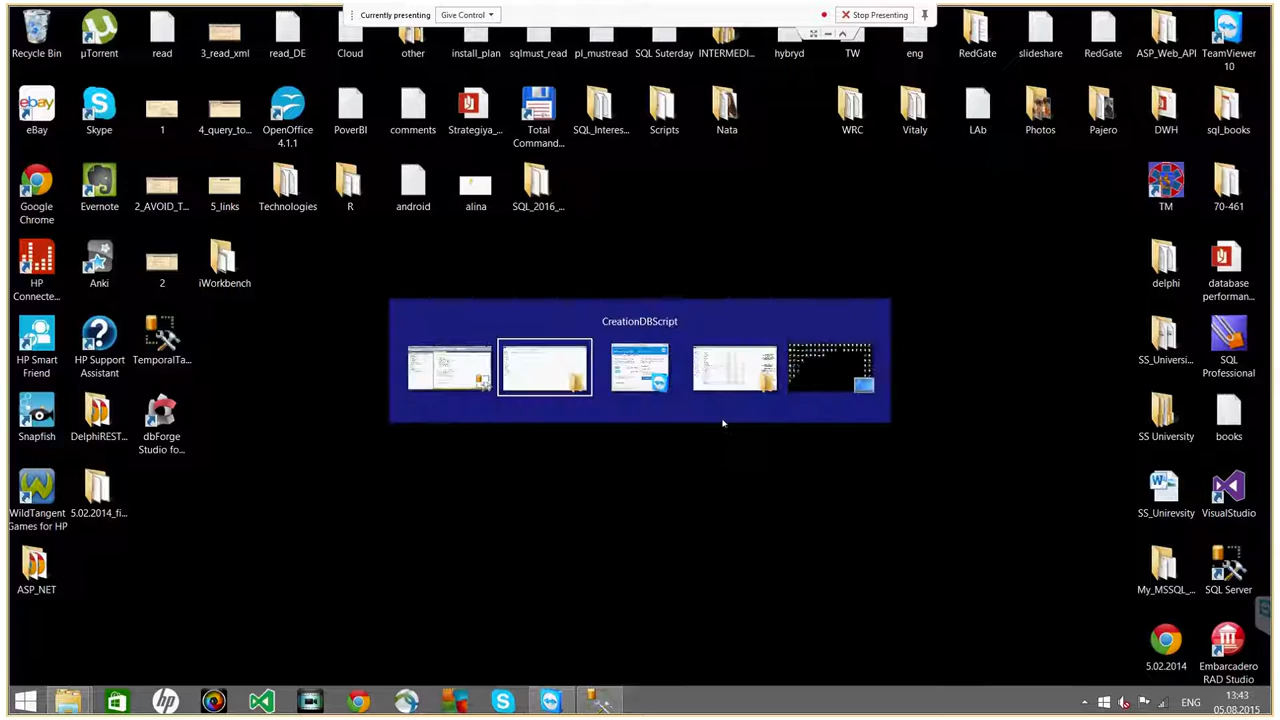 Currently presenting
Give Control
Stop Presenting
Recycle Bin
µTorrent
read
3_read_xml
read_DE
Cloud
other
install_plan
sqlmust_read
pl_mustread
SQL Suturday
INTERMEDI...
hybryd
TW
eng
RedGate
slideshare
RedGate
ASP_Web_API
TeamViewer
10
eBay
Skype
1
4_query_to...
OpenOffice
4.1.1
PoverBI
comments
Strategiya_...
Total
Command...
SQL_Interes...
Scripts
Nata
WRC
Vitaly
LAb
Photos
Pajero
DWH
sql_books
Google
Chrome
Evernote
2_AVOID_T...
5_links
Technologies
R
android
alina
SQL_2016_...
TM
70-461
HP
Connecte...
Anki
2
iWorkbench
delphi
database
performan...
CreationDBScript
HP Smart
Friend
HP Support
Assistant
TemporalTa...
SS_Universi...
SQL
Professional
Snapfish
DelphiREST...
dbForge
Studio fo...
SS University
books
WildTangent
Games for HP
5.02.2014_fi...
SS_Unirevsity
VisualStudio
ASP_NET
My_MSSQL_...
SQL Server
5.02.2014
Embarcadero
RAD Studio
ENG
13:43
05.08.2015